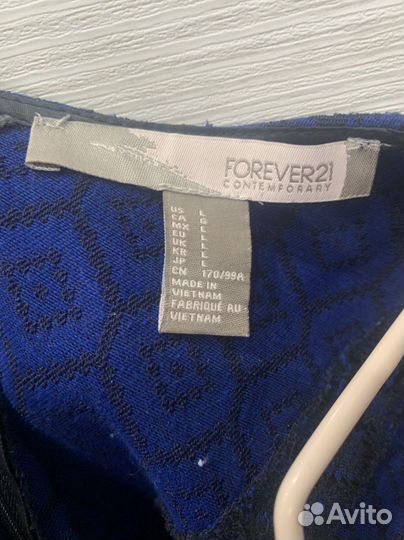 FOREVER21
CONTEMPORARY
US L
CA G
MX L
EU L
UK L
KR L
JP L
CN 170/99A
MADE IN
VIETNAM
FABRIQUÉ AU
VIETNAM
Avito